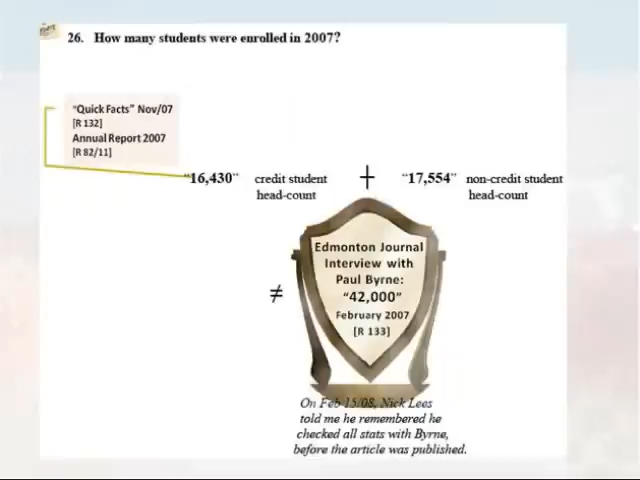 26. How many students were enrolled in 2007?
"Quick Facts" Nov/07
[R 132]
Annual Report 2007
[R 82/11]
"16,430" credit student + "17,554" non-credit student
head-count head-count
Edmonton Journal
Interview with
Paul Byrne:
≠ "42,000"
February 2007
[R 133]
On Feb 15/08, Nick Lees
told me he remembered he
checked all stats with Byrne,
before the article was published.